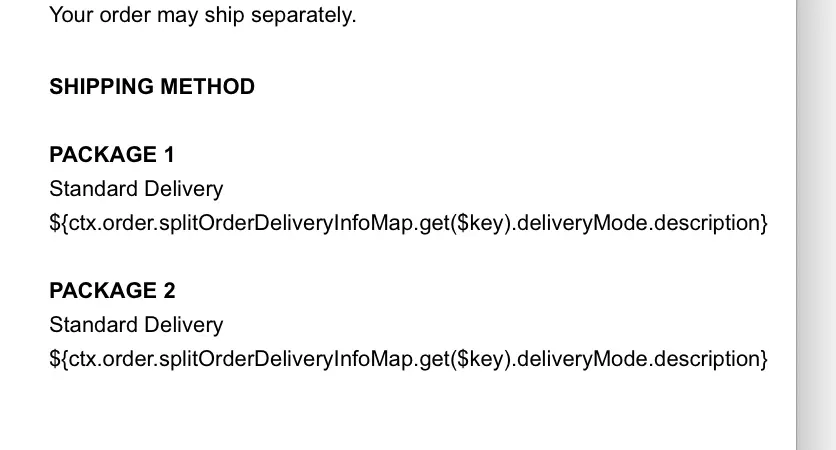 Your order may ship separately.
SHIPPING METHOD
PACKAGE 1
Standard Delivery
${ctx.order.splitOrderDeliveryInfoMap.get($key).deliveryMode.description}
PACKAGE 2
Standard Delivery
${ctx.order.splitOrderDeliveryInfoMap.get($key).deliveryMode.description}